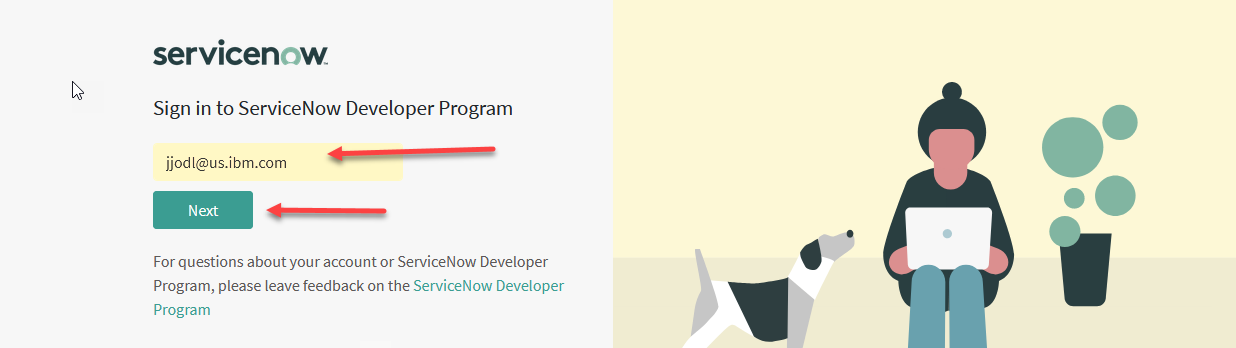 servicenow
Sign in to ServiceNow Developer Program
jjodl@us.ibm.com
Next
For questions about your account or ServiceNow Developer
Program, please leave feedback on the ServiceNow Developer
Program